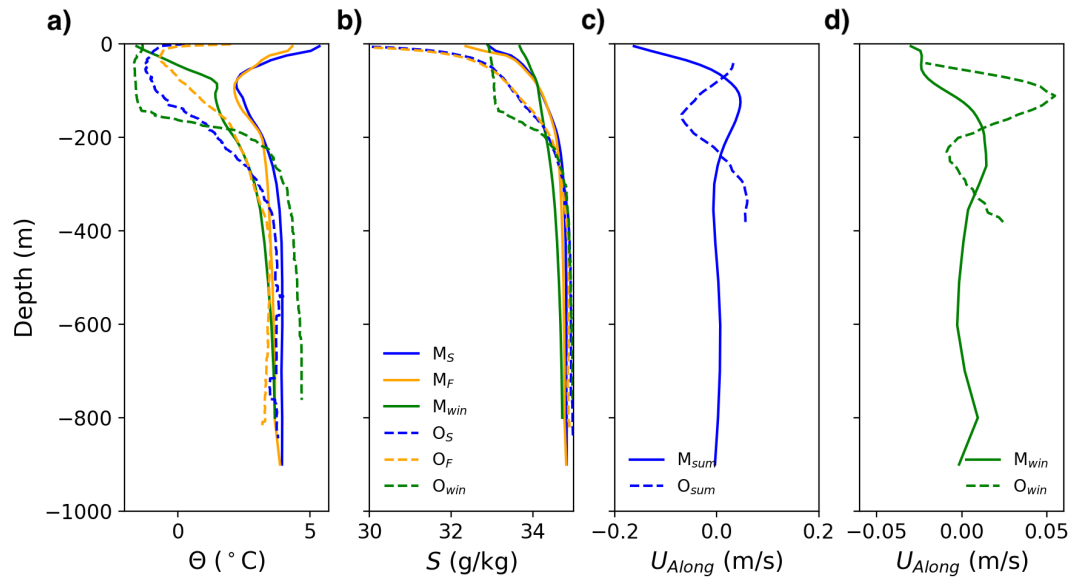 a)
b)
c)
d)
Depth (m)
0
−200
−400
−600
−800
−1000
0
5
Θ (°C)
M_S
M_F
M_win
O_S
O_F
O_win
30
32
34
S (g/kg)
M_sum
O_sum
−0.2
0.0
0.2
U_Along (m/s)
M_win
O_win
−0.05
0.00
0.05
U_Along (m/s)